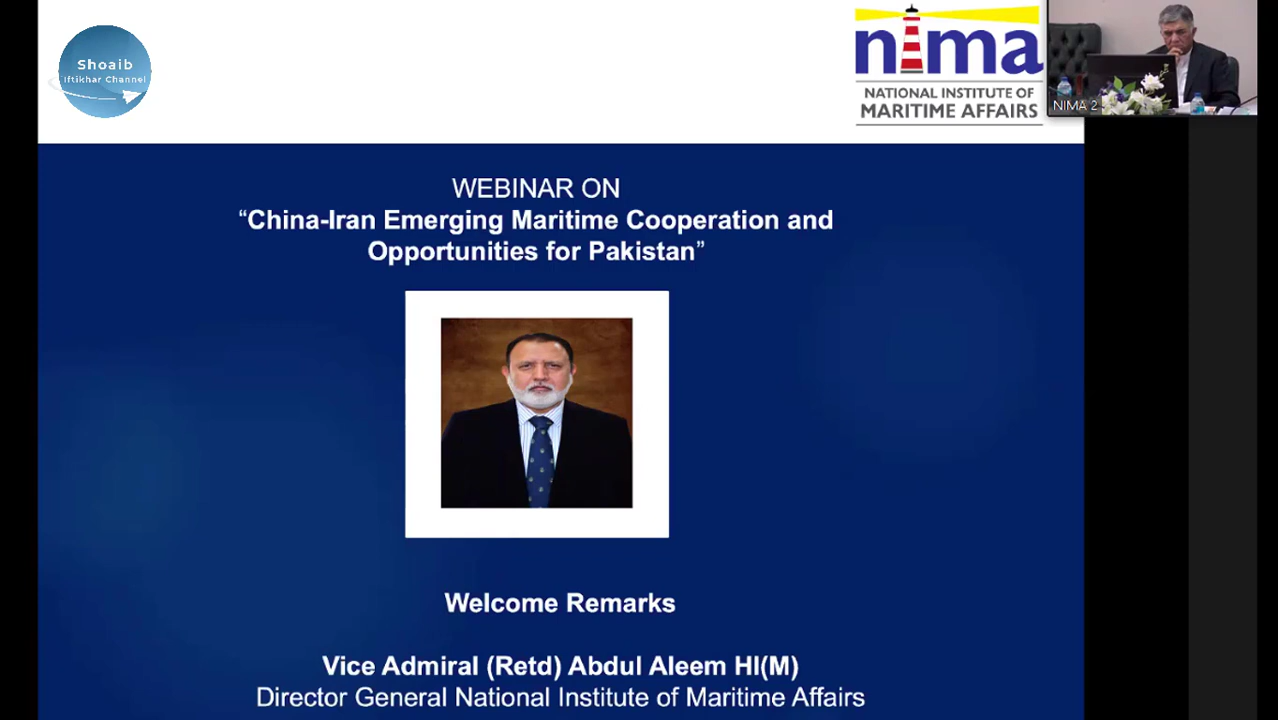 Shoaib
Iftikhar Channel
nima
NATIONAL INSTITUTE OF
MARITIME AFFAIRS
NIMA 2
WEBINAR ON
“China-Iran Emerging Maritime Cooperation and
Opportunities for Pakistan”
Welcome Remarks
Vice Admiral (Retd) Abdul Aleem HI(M)
Director General National Institute of Maritime Affairs